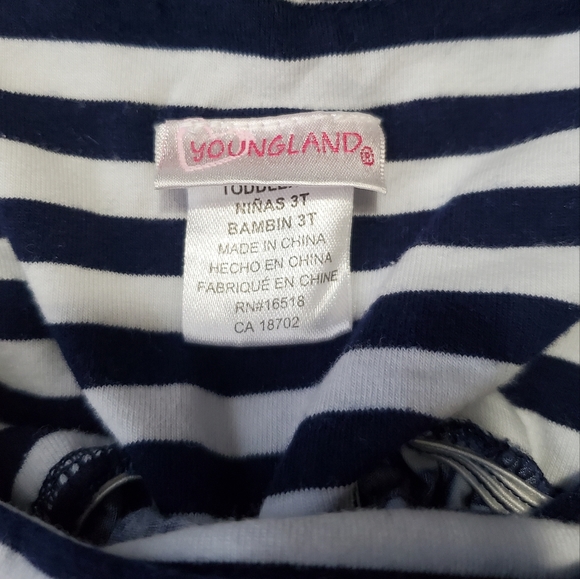 YOUNGLAND®
NIÑAS 3T
BAMBIN 3T
MADE IN CHINA
HECHO EN CHINA
FABRIQUÉ EN CHINE
RN#16518
CA 18702